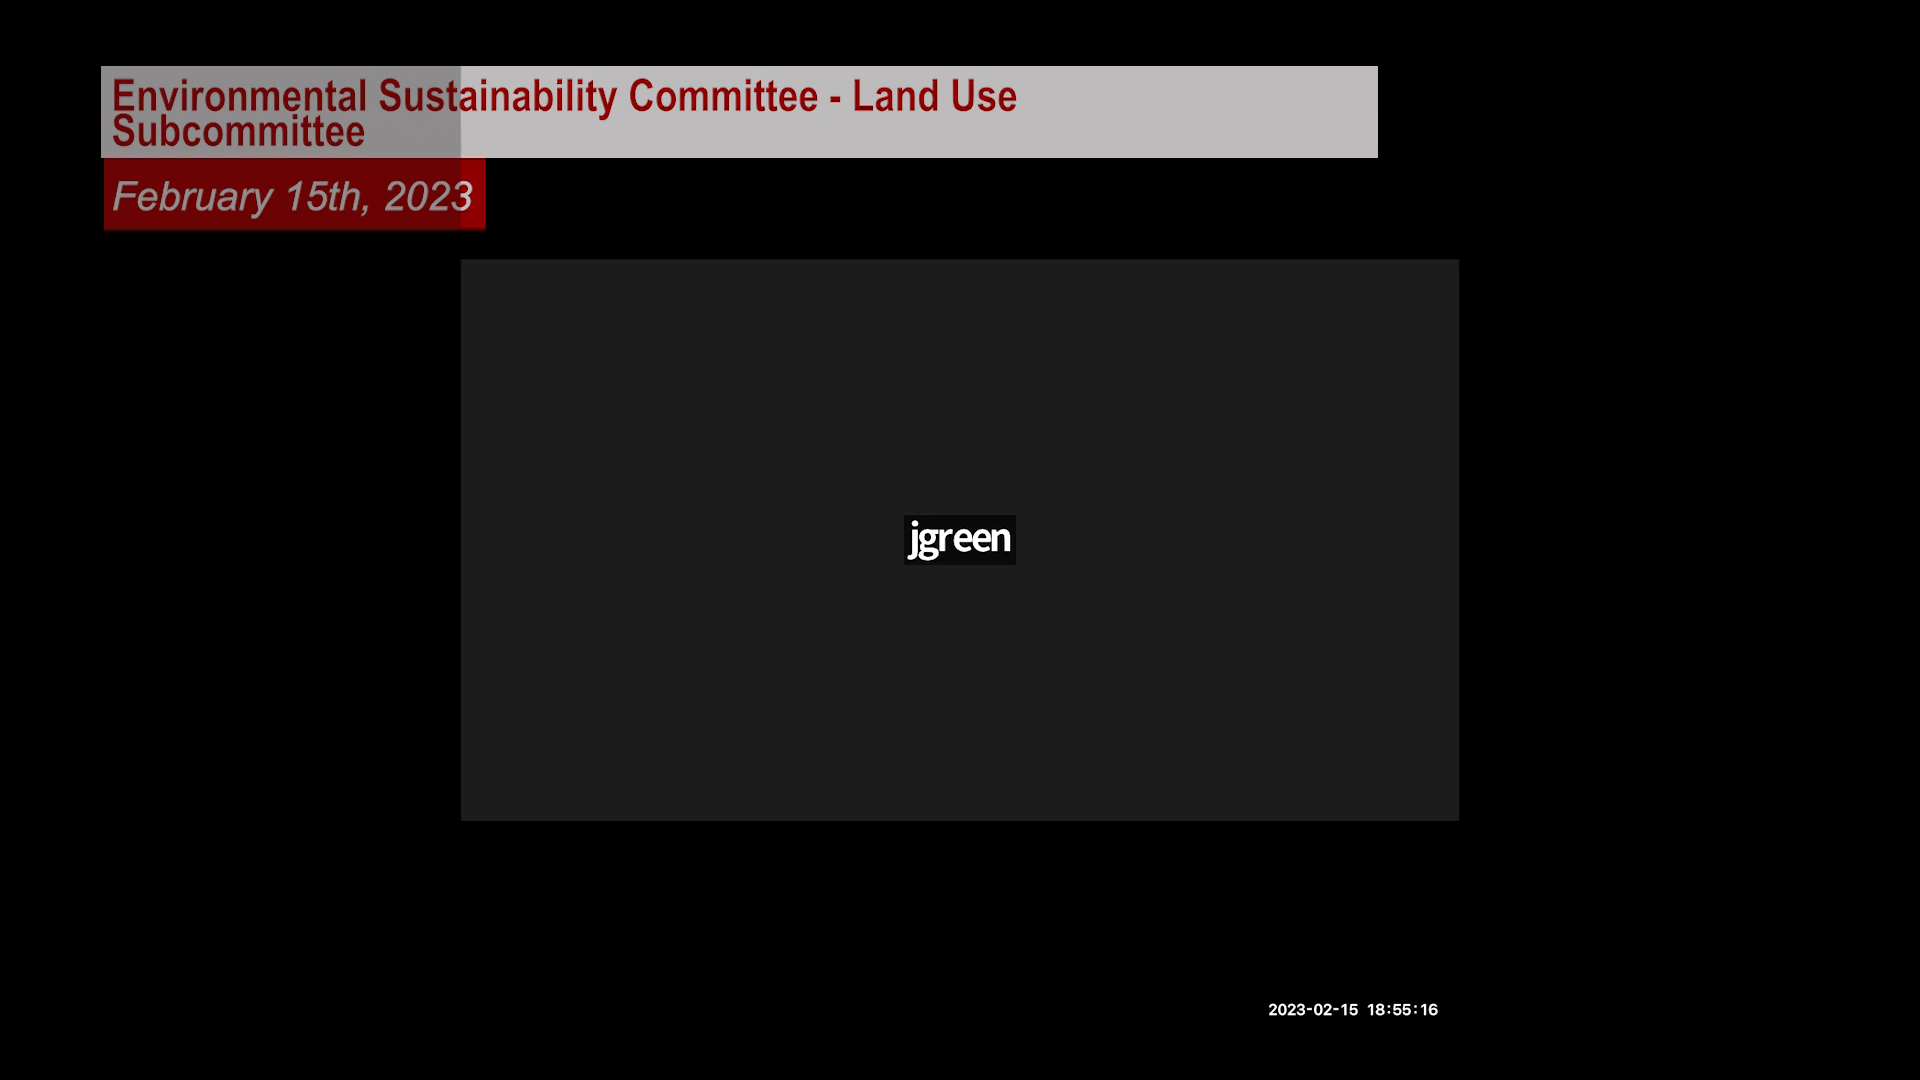 Environmental Sustainability Committee - Land Use
Subcommittee
February 15th, 2023
jgreen
2023-02-15 18:55:16